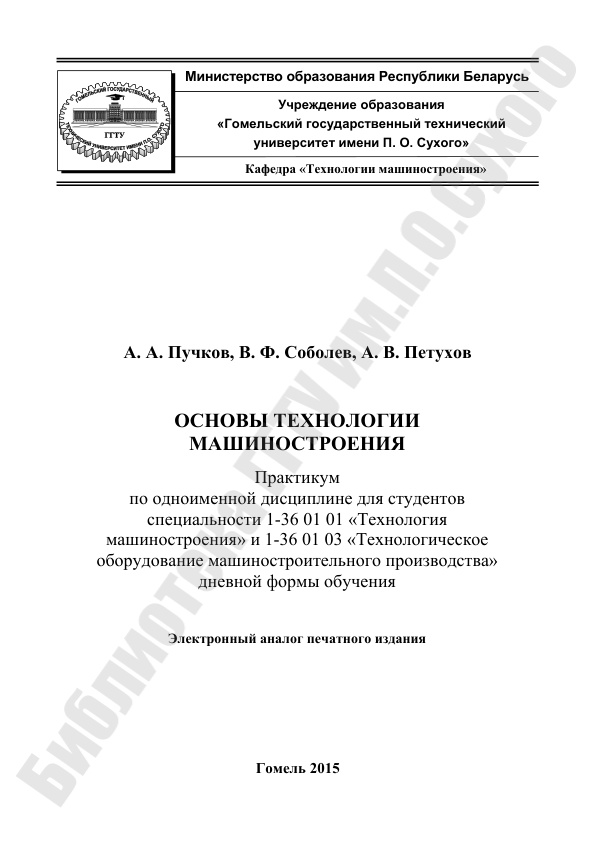 Министерство образования Республики Беларусь
ГОМЕЛЬСКИЙ ГОСУДАРСТВЕННЫЙ
ГГТУ
ТЕХНИЧЕСКИЙ УНИВЕРСИТЕТ ИМЕНИ П.О. СУХОГО
Учреждение образования
«Гомельский государственный технический
университет имени П. О. Сухого»
Кафедра «Технологии машиностроения»
А. А. Пучков, В. Ф. Соболев, А. В. Петухов
ОСНОВЫ ТЕХНОЛОГИИ
МАШИНОСТРОЕНИЯ
Практикум
по одноименной дисциплине для студентов
специальности 1-36 01 01 «Технология
машиностроения» и 1-36 01 03 «Технологическое
оборудование машиностроительного производства»
дневной формы обучения
Электронный аналог печатного издания
Гомель 2015
Библиотека ГГТУ им.П.О.Сухого